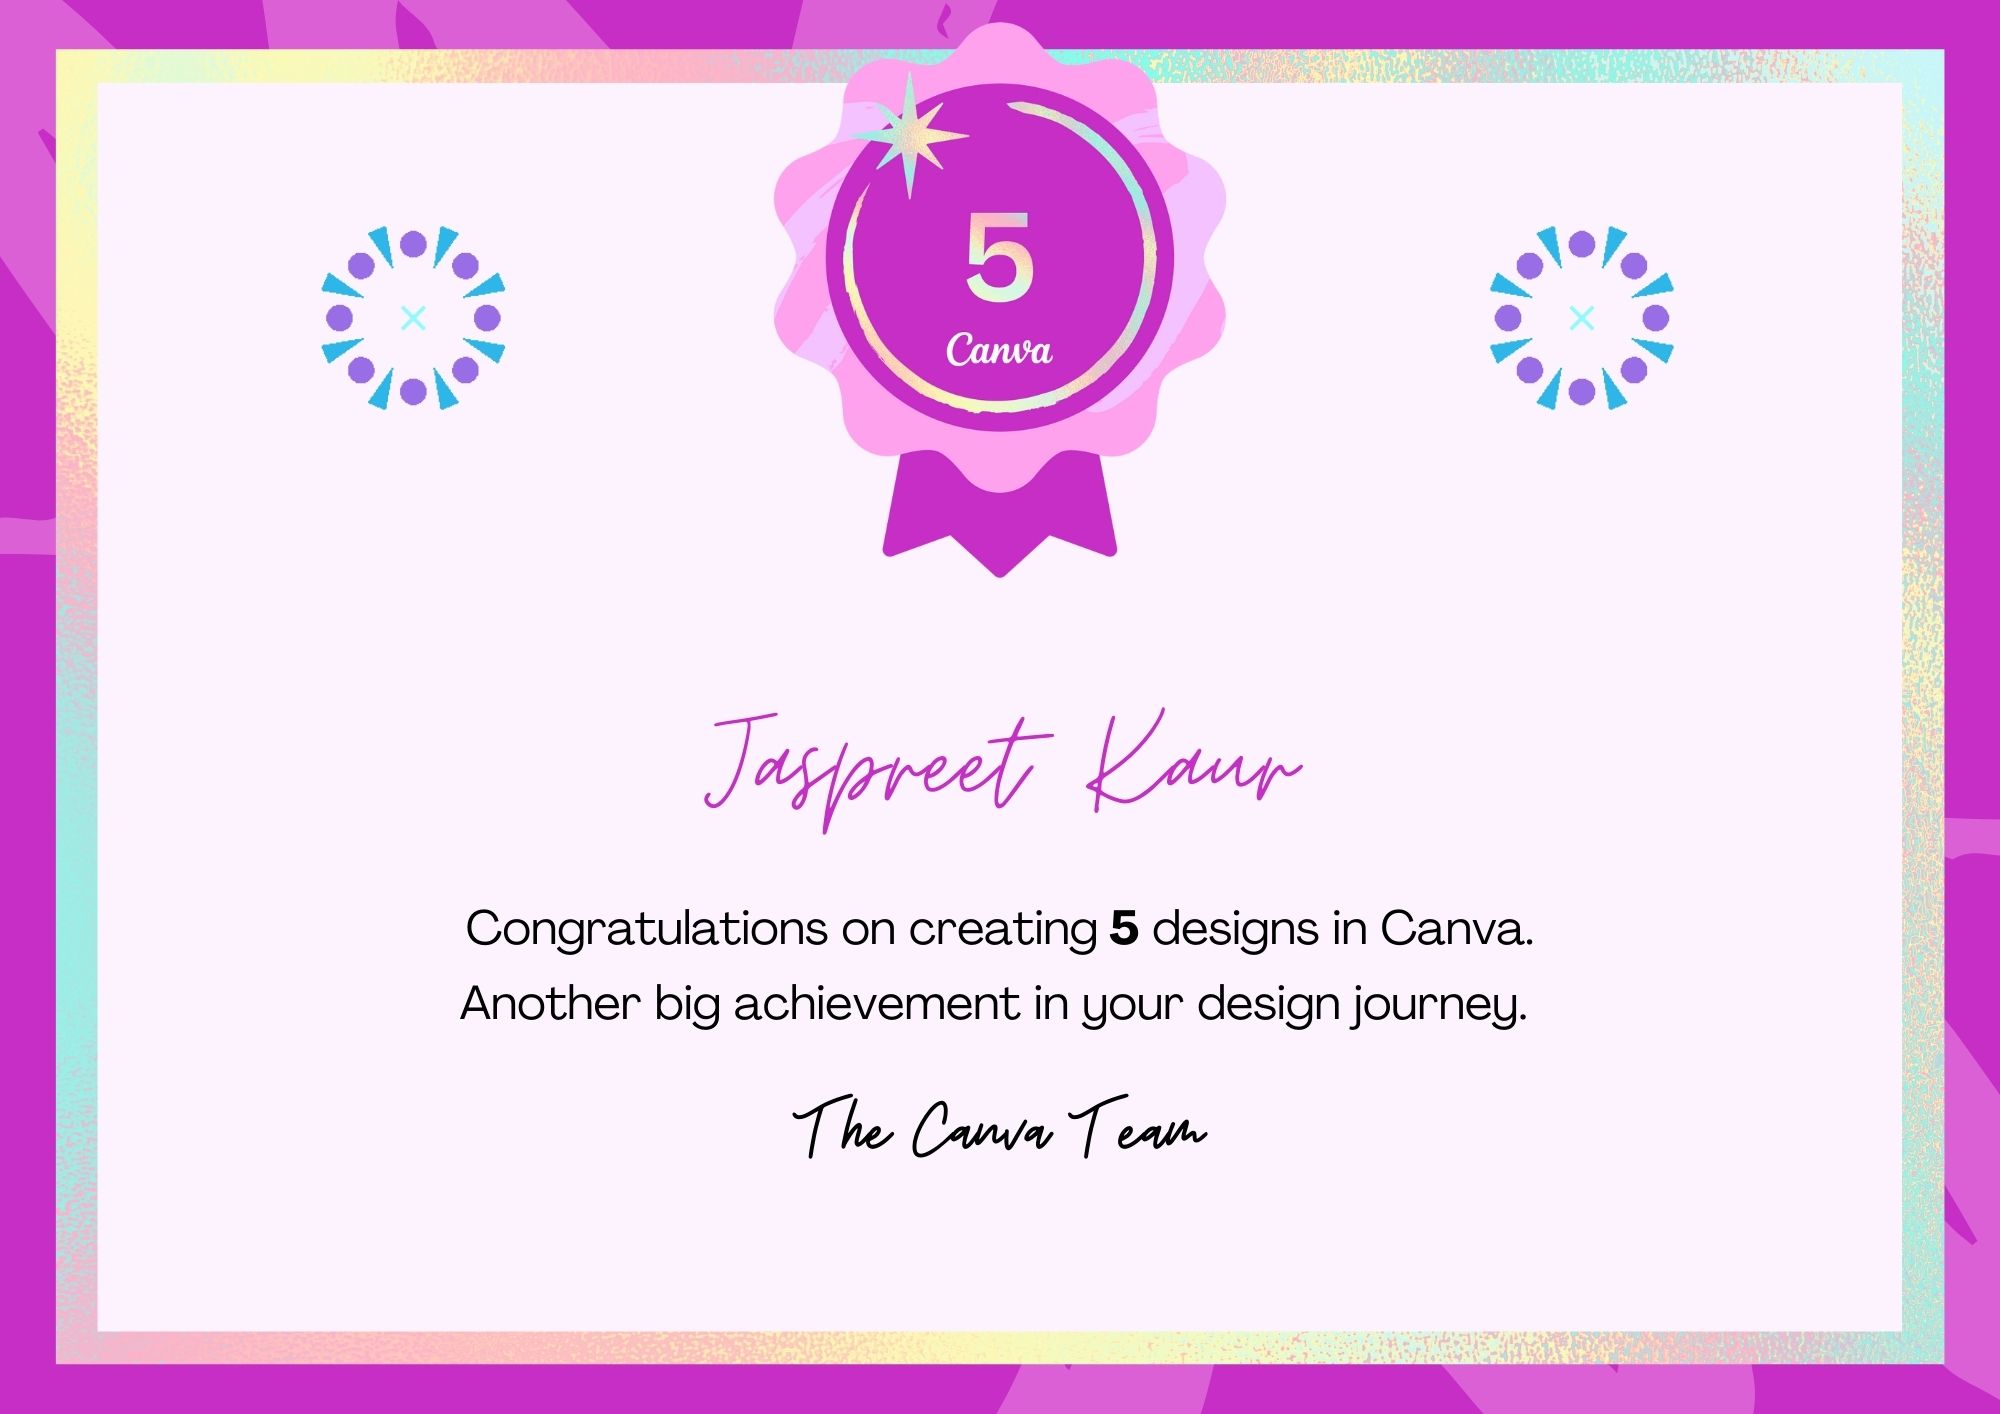 5
Canva
Jaspreet Kaur
Congratulations on creating 5 designs in Canva.
Another big achievement in your design journey.
The Canva Team